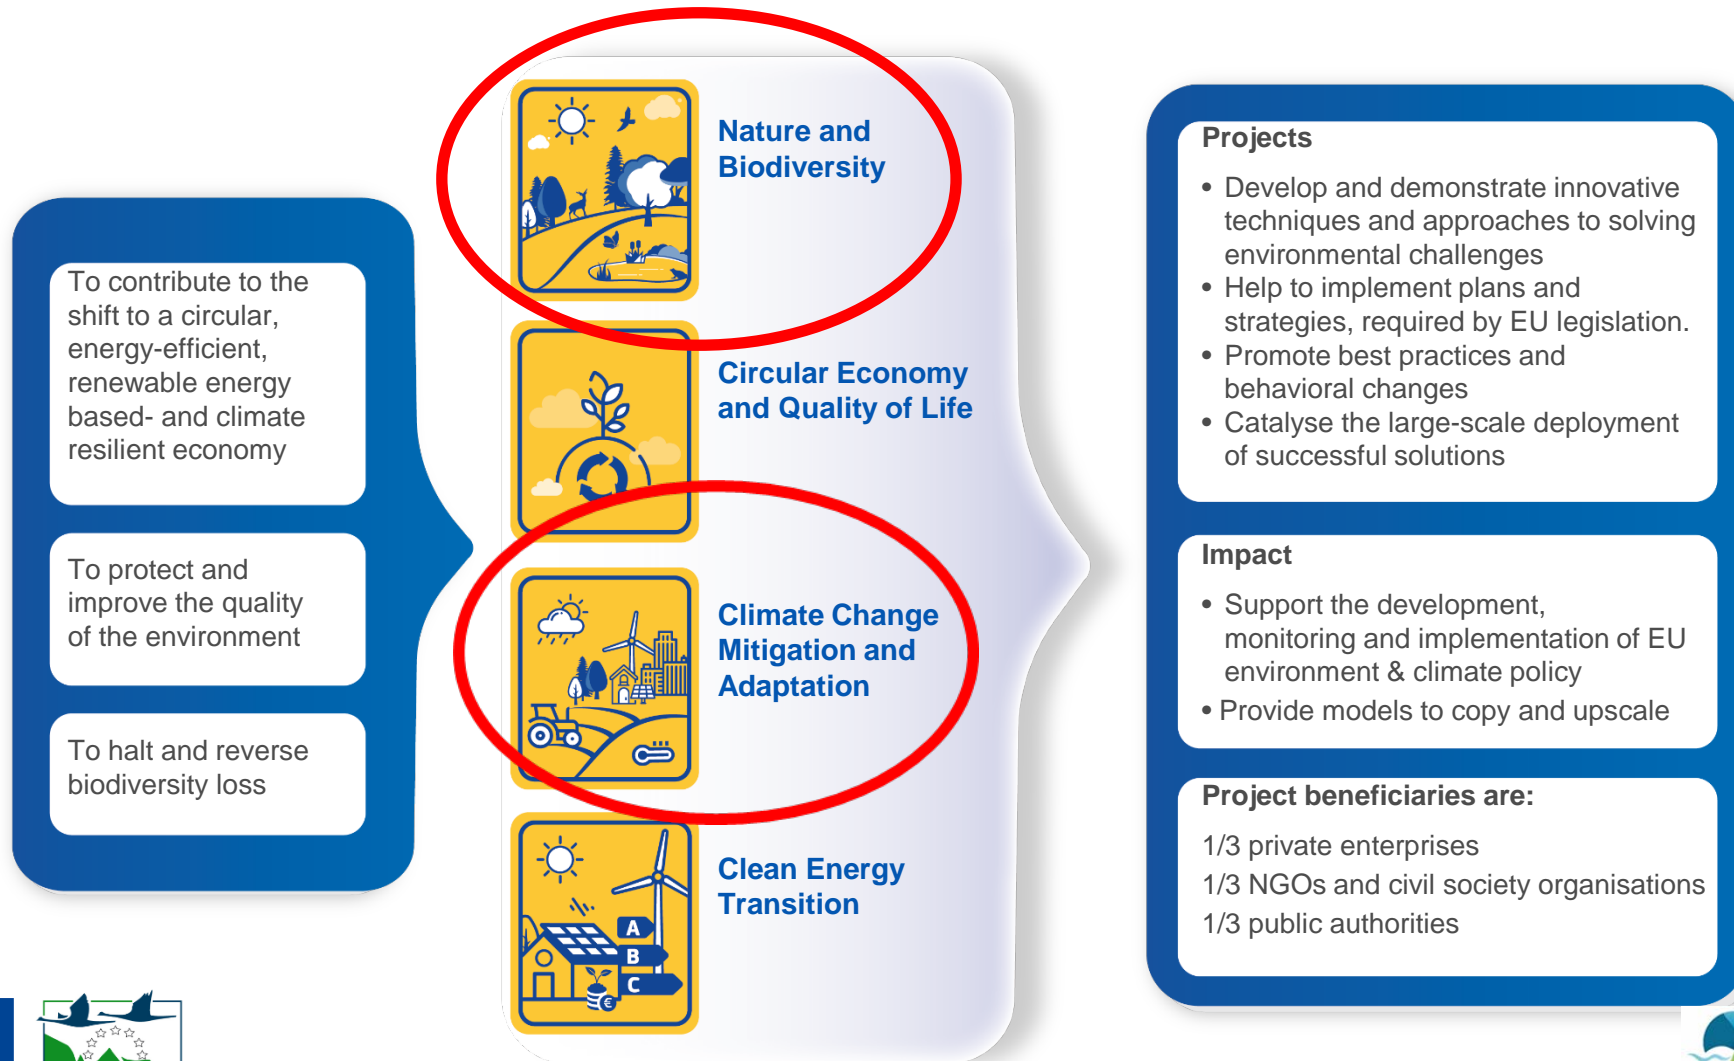 To contribute to the
shift to a circular,
energy-efficient,
renewable energy
based- and climate
resilient economy
To protect and
improve the quality
of the environment
To halt and reverse
biodiversity loss
Nature and
Biodiversity
Circular Economy
and Quality of Life
Climate Change
Mitigation and
Adaptation
Clean Energy
Transition
A
B
C
€
Projects
• Develop and demonstrate innovative
techniques and approaches to solving
environmental challenges
• Help to implement plans and
strategies, required by EU legislation.
• Promote best practices and
behavioral changes
• Catalyse the large-scale deployment
of successful solutions
Impact
• Support the development,
monitoring and implementation of EU
environment & climate policy
• Provide models to copy and upscale
Project beneficiaries are:
1/3 private enterprises
1/3 NGOs and civil society organisations
1/3 public authorities